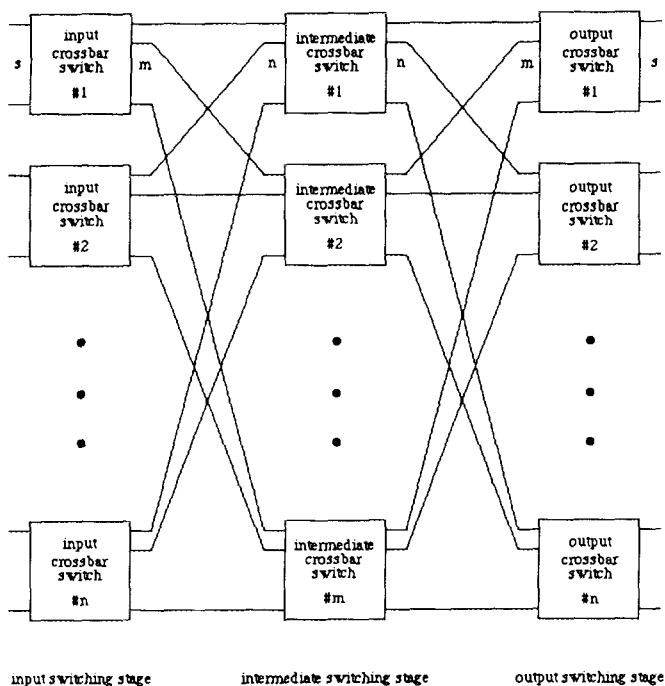 input
crossbar
switch
#1
intermediate
crossbar
switch
#1
output
crossbar
switch
#1
s
m
n
n
m
s
input
crossbar
switch
#2
intermediate
crossbar
switch
#2
output
crossbar
switch
#2
input
crossbar
switch
#n
intermediate
crossbar
switch
#m
output
crossbar
switch
#n
input switching stage
intermediate switching stage
output switching stage